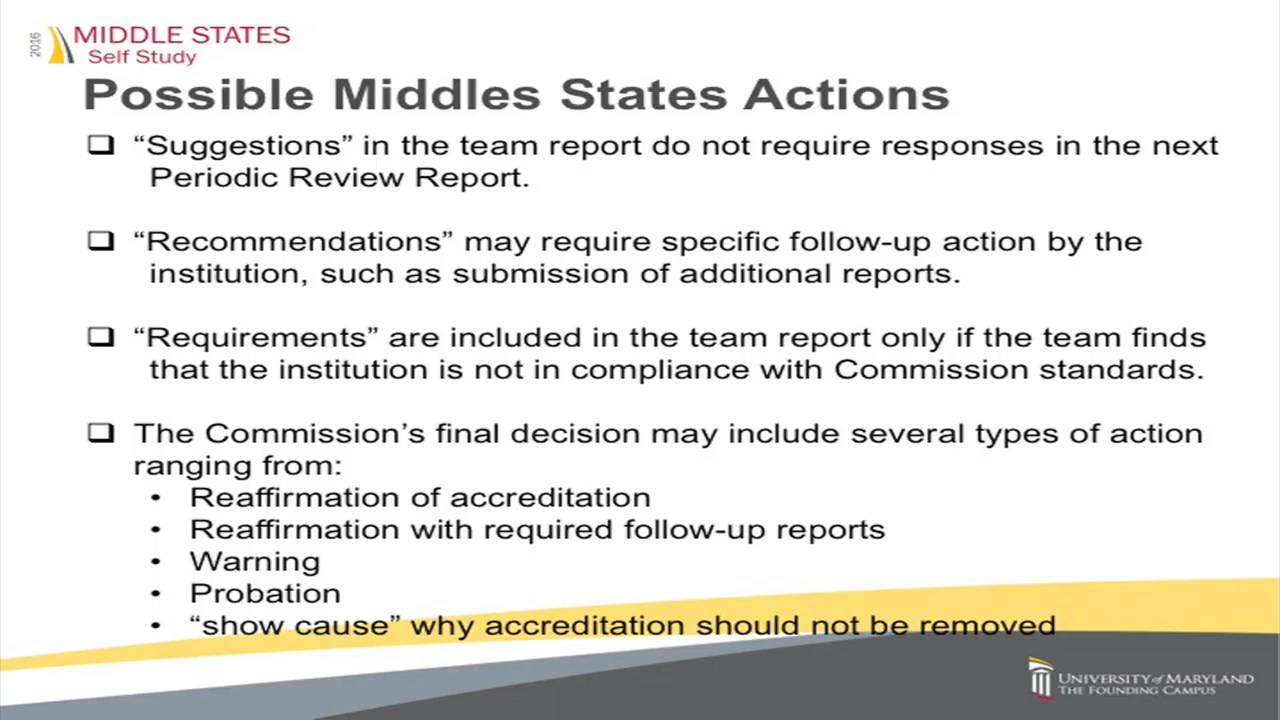 2016
MIDDLE STATES
Self Study
Possible Middles States Actions
❑ “Suggestions” in the team report do not require responses in the next
Periodic Review Report.
❑ “Recommendations” may require specific follow-up action by the
institution, such as submission of additional reports.
❑ “Requirements” are included in the team report only if the team finds
that the institution is not in compliance with Commission standards.
❑ The Commission’s final decision may include several types of action
ranging from:
• Reaffirmation of accreditation
• Reaffirmation with required follow-up reports
• Warning
• Probation
• “show cause” why accreditation should not be removed
UNIVERSITY of MARYLAND
THE FOUNDING CAMPUS